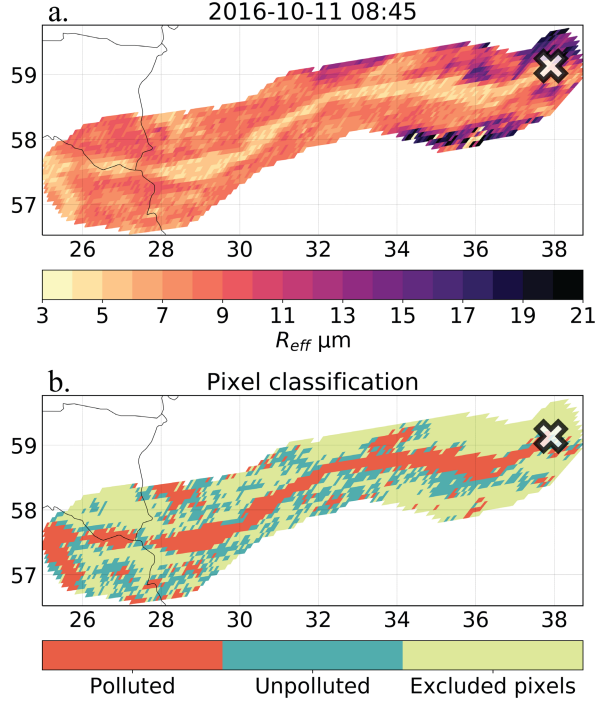 a.
2016-10-11 08:45
59
58
57
26 28 30 32 34 36 38
3 5 7 9 11 13 15 17 19 21
R_eff μm
b.
Pixel classification
59
58
57
26 28 30 32 34 36 38
Polluted Unpolluted Excluded pixels